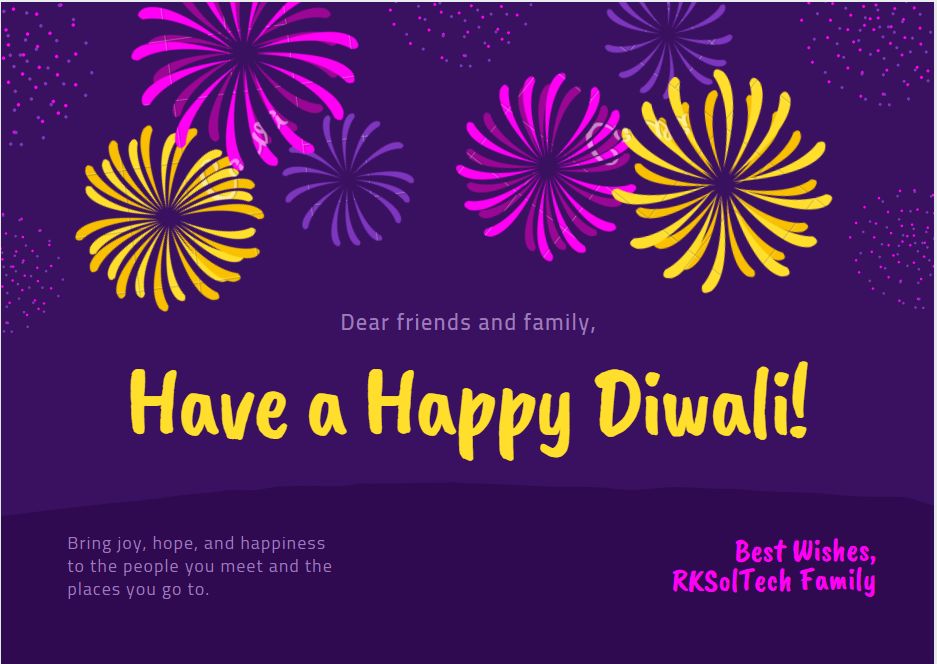 Dear friends and family,
Have a Happy Diwali!
Bring joy, hope, and happiness
to the people you meet and the
places you go to.
Best Wishes,
RKSolTech Family